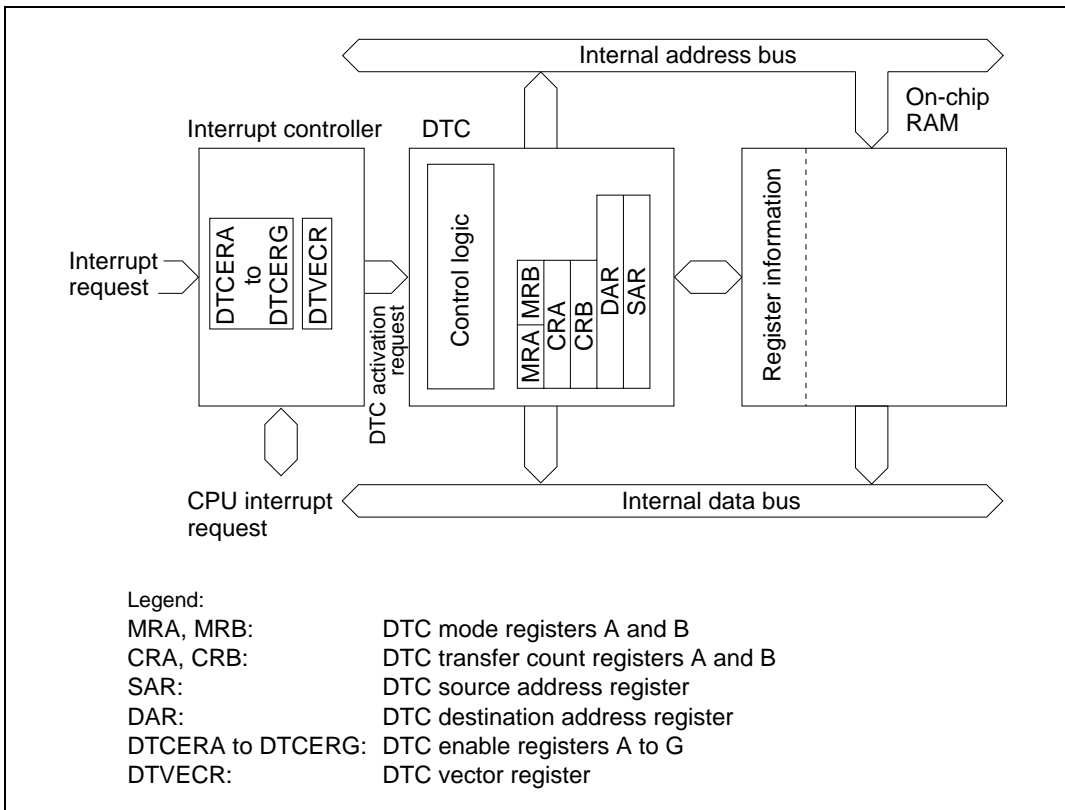 Internal address bus
On-chip
RAM
Interrupt controller
DTC
Interrupt
request
DTCERA
to
DTCERG
DTVECR
DTC activation
request
Control logic
MRA
MRB
CRA
CRB
DAR
SAR
Register information
CPU interrupt
request
Internal data bus
Legend:
MRA, MRB: DTC mode registers A and B
CRA, CRB: DTC transfer count registers A and B
SAR: DTC source address register
DAR: DTC destination address register
DTCERA to DTCERG: DTC enable registers A to G
DTVECR: DTC vector register